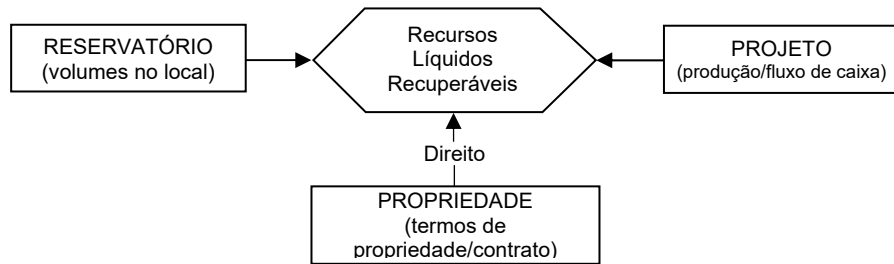 RESERVATÓRIO
(volumes no local)
Recursos
Líquidos
Recuperáveis
PROJETO
(produção/fluxo de caixa)
Direito
PROPRIEDADE
(termos de
propriedade/contrato)